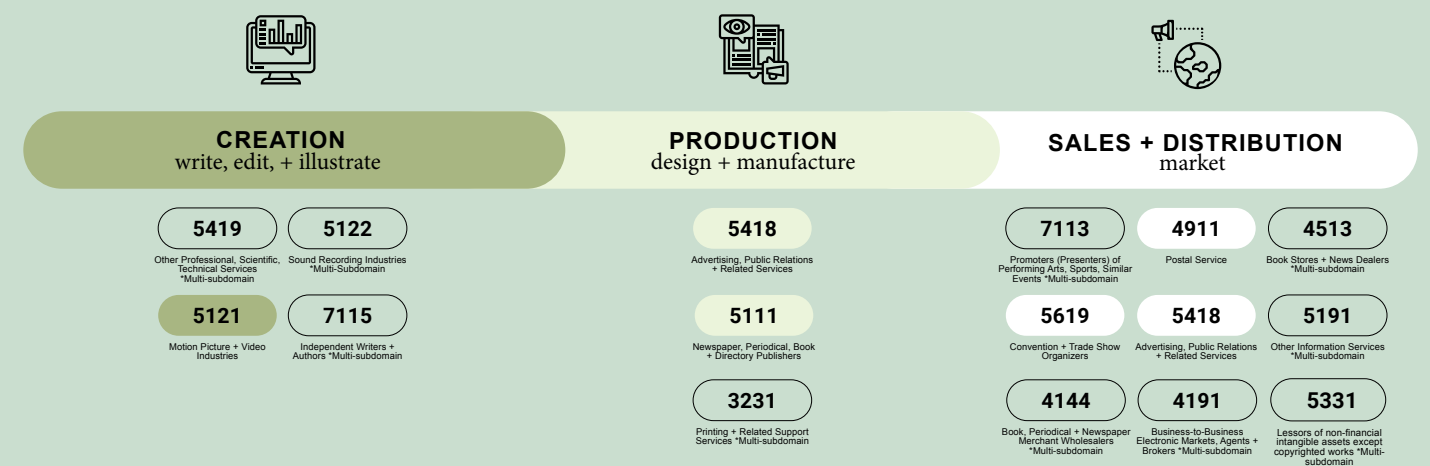 CREATION
write, edit, + illustrate
5419
Other Professional, Scientific,
Technical Services
*Multi-subdomain
5122
Sound Recording Industries
*Multi-Subdomain
5121
Motion Picture + Video
Industries
7115
Independent Writers +
Authors *Multi-subdomain
PRODUCTION
design + manufacture
5418
Advertising, Public Relations
+ Related Services
5111
Newspaper, Periodical, Book
+ Directory Publishers
3231
Printing + Related Support
Services *Multi-subdomain
SALES + DISTRIBUTION
market
7113
Promoters (Presenters) of
Performing Arts, Sports, Similar
Events *Multi-subdomain
4911
Postal Service
4513
Book Stores + News Dealers
*Multi-subdomain
5619
Convention + Trade Show
Organizers
5418
Advertising, Public Relations
+ Related Services
5191
Other Information Services
*Multi-subdomain
4144
Book, Periodical + Newspaper
Merchant Wholesalers
*Multi-subdomain
4191
Business-to-Business
Electronic Markets, Agents +
Brokers *Multi-subdomain
5331
Lessors of non-financial
intangible assets except
copyrighted works *Multi-
subdomain